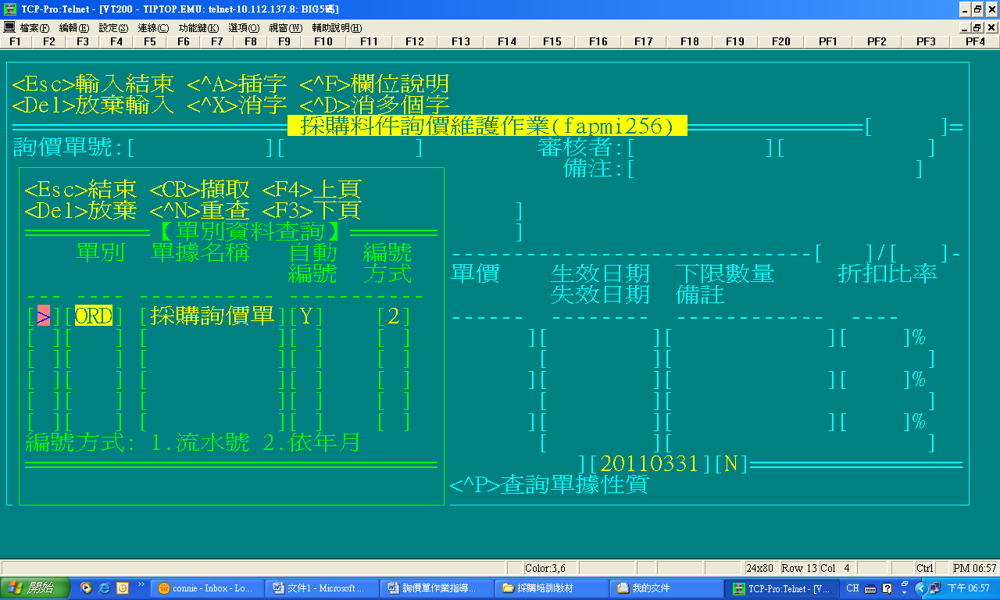 TCP-Pro:Telnet - [VT200 - TIPTOP.EMU: telnet-10.112.137.8: BIG5碼]
檔案(F) 編輯(E) 設定(S) 連線(C) 功能鍵(K) 選項(O) 視窗(W) 輔助說明(H)
F1 F2 F3 F4 F5 F6 F7 F8 F9 F10 F11 F12 F13 F14 F15 F16 F17 F18 F19 F20 PF1 PF2 PF3 PF4
<Esc>輸入結束 <^A>插字 <^F>欄位說明
<Del>放棄輸入 <^X>消字 <^D>消多個字
採購料件詢價維護作業(fapmi256) [ ]=
詢價單號:[ ][ ] 審核者:[ ][ ]
備注:[ ]
<Esc>結束 <CR>擷取 <F4>上頁
<Del>放棄 <^N>重查 <F3>下頁 ]
【單別資料查詢】 ]
單別 單據名稱 自動 編號 -----------------------------[ ]/[ ]-
編號 方式 單價 生效日期 下限數量 折扣比率
失效日期 備註
--- ---- ----------- ----------- ------ -------- ------------ ----
[>][ORD] [採購詢價單][Y] [2]
[ ][ ] [ ][ ] [ ] ][ ][ ][ ]%
[ ][ ] [ ][ ] [ ] [ ][ ]
[ ][ ] [ ][ ] [ ] ][ ][ ][ ]%
[ ][ ] [ ][ ] [ ] [ ][ ]
[ ][ ] [ ][ ] [ ] ][ ][ ][ ]%
編號方式: 1.流水號 2.依年月 [ ][ ]
][20110331][N]
<^P>查詢單據性質
Color:3,6 24x80 Row 13 Col 4 Ctrl PM 06:57
開始 connie - Inbox - Lo... 文件1 - Microsoft ... 詢價單作業指導... 採購培訓教材 我的文件 TCP-Pro:Telnet - [V... CH 下午 06:57